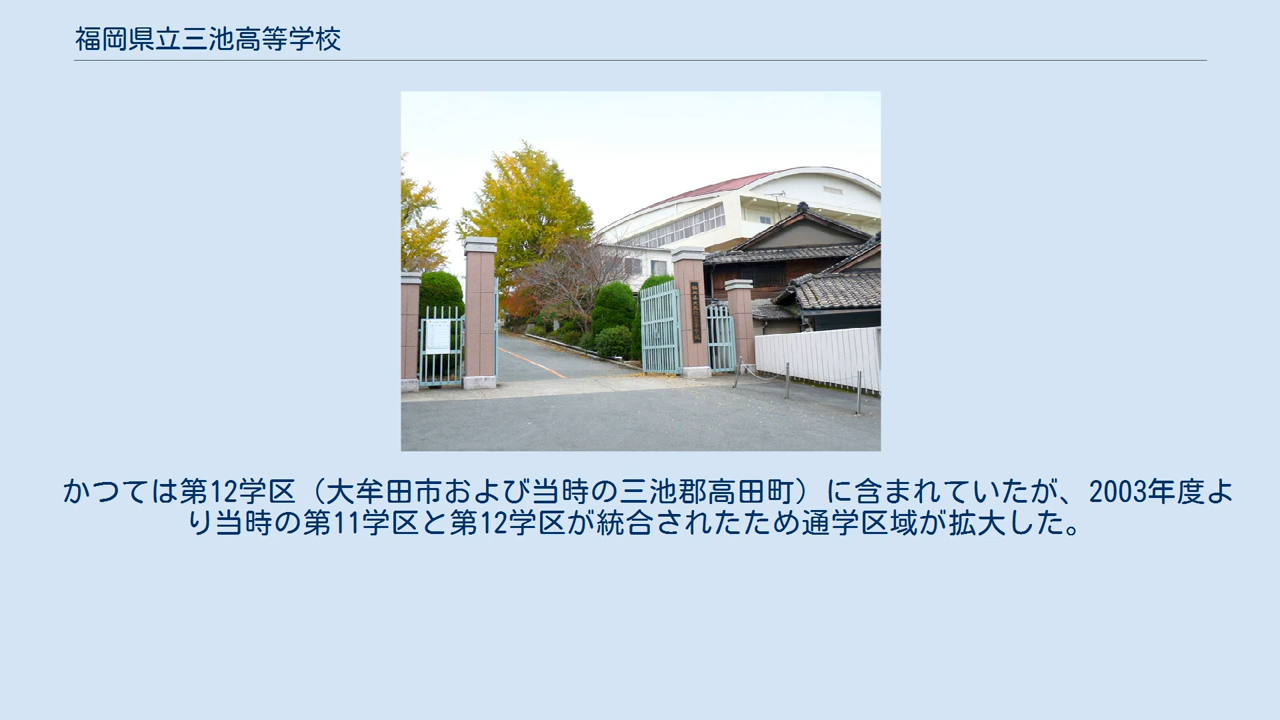 福岡県立三池高等学校
かつては第12学区（大牟田市および当時の三池郡高田町）に含まれていたが、2003年度よ
り当時の第11学区と第12学区が統合されたため通学区域が拡大した。